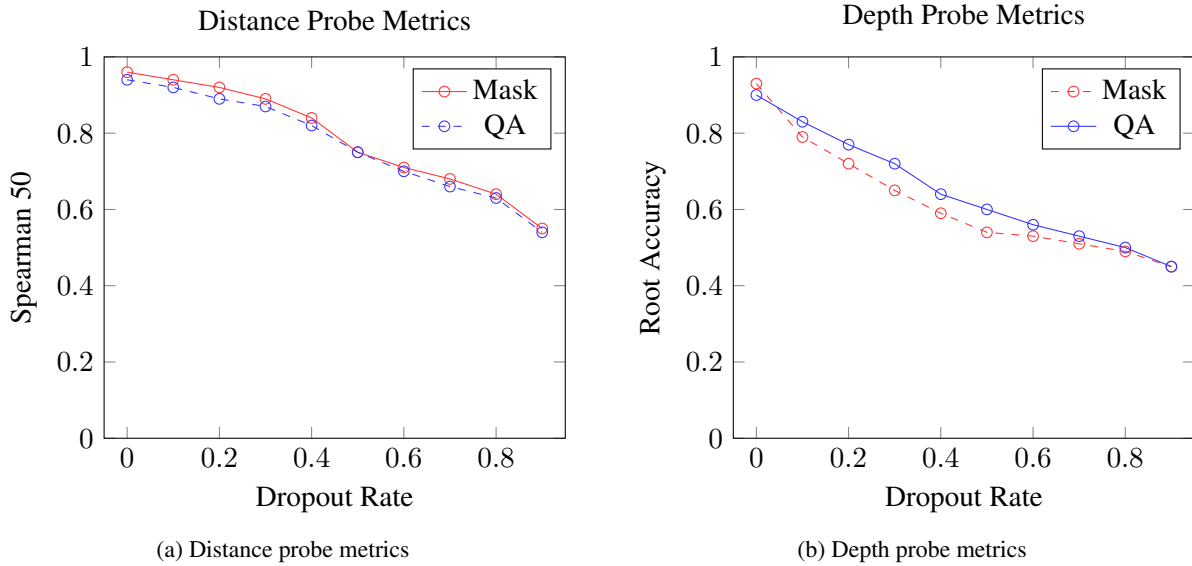 Distance Probe Metrics
1
0.8
0.6
0.4
0.2
0
Spearman 50
Mask
QA
0
0.2
0.4
0.6
0.8
Dropout Rate
(a) Distance probe metrics
Depth Probe Metrics
1
0.8
0.6
0.4
0.2
0
Root Accuracy
Mask
QA
0
0.2
0.4
0.6
0.8
Dropout Rate
(b) Depth probe metrics